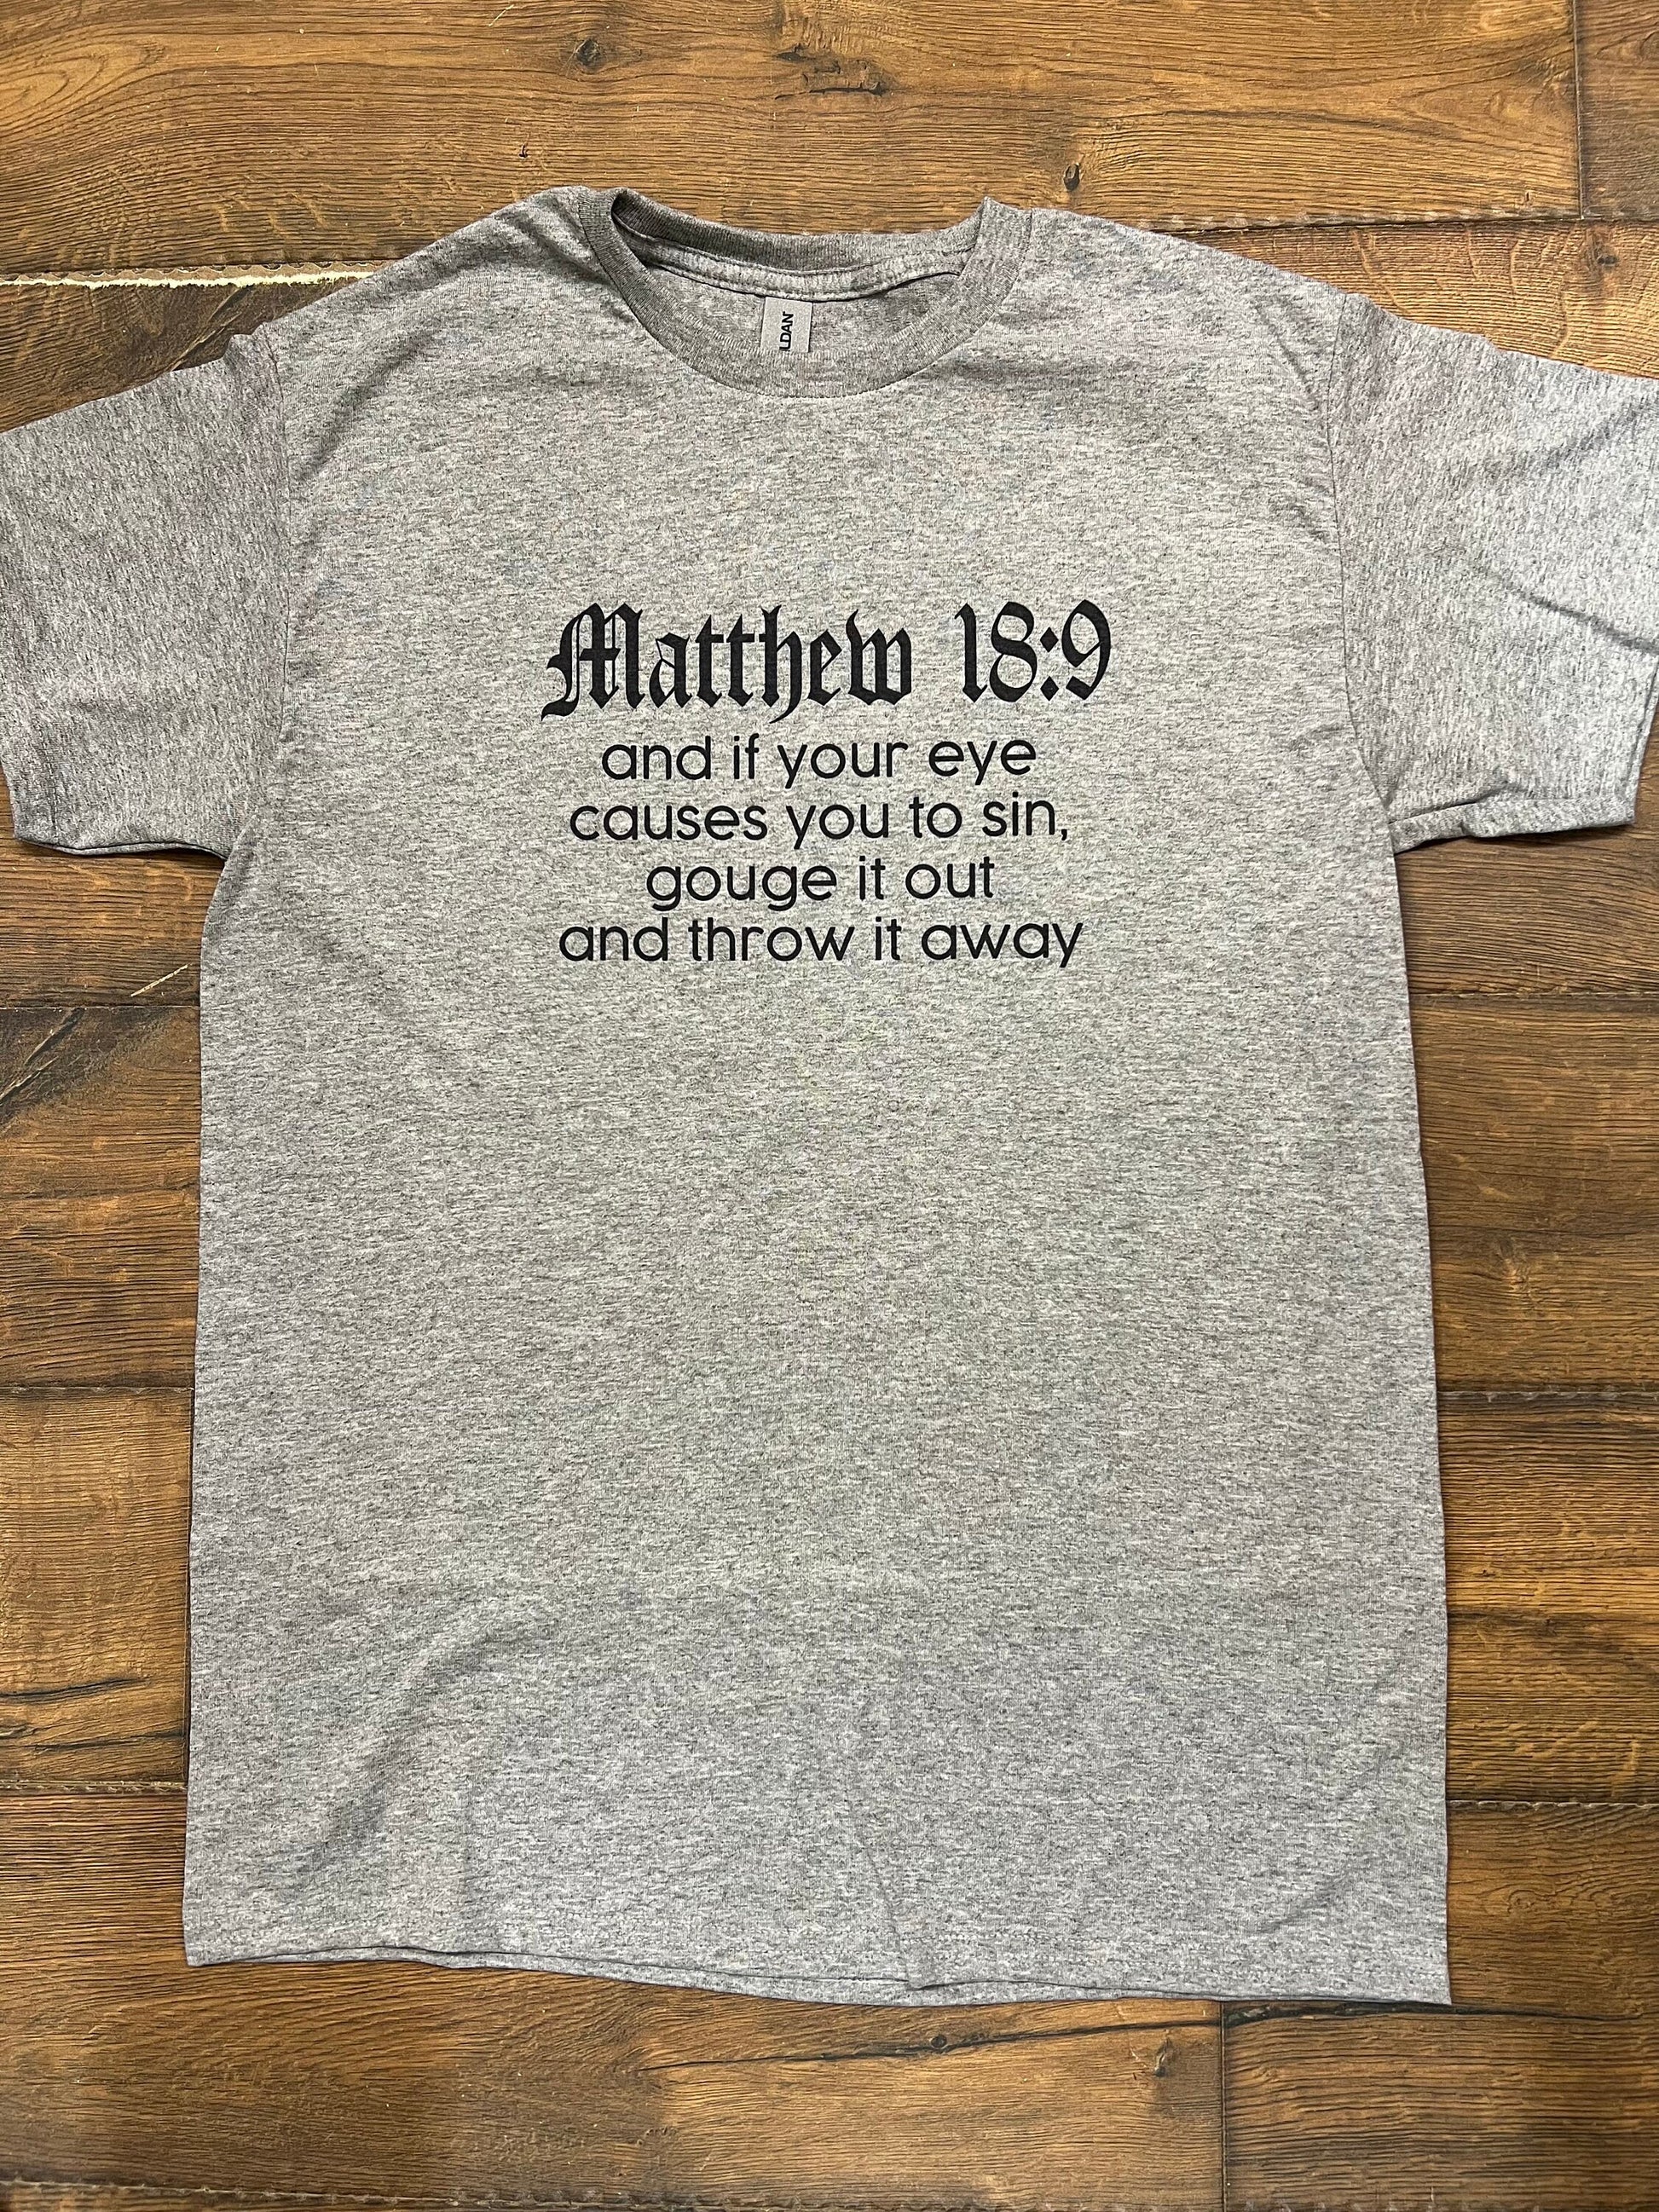 Matthew 18:9
and if your eye
causes you to sin,
gouge it out
and throw it away